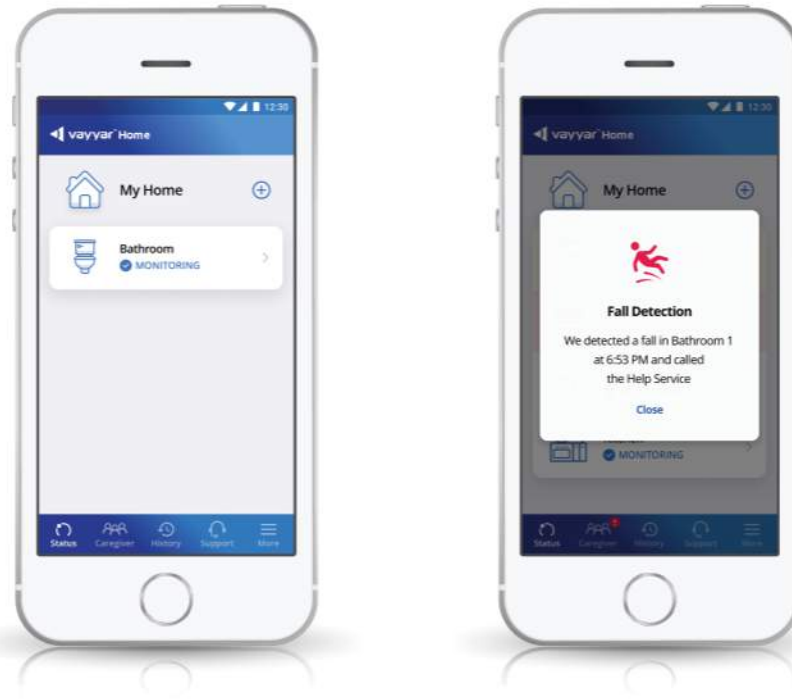 12:30
vayyar Home
My Home
Bathroom
MONITORING
Status Caregiver History Support More
12:30
vayyar Home
My Home
Fall Detection
We detected a fall in Bathroom 1
at 6:53 PM and called
the Help Service
Close
MONITORING
Status Caregiver History Support More